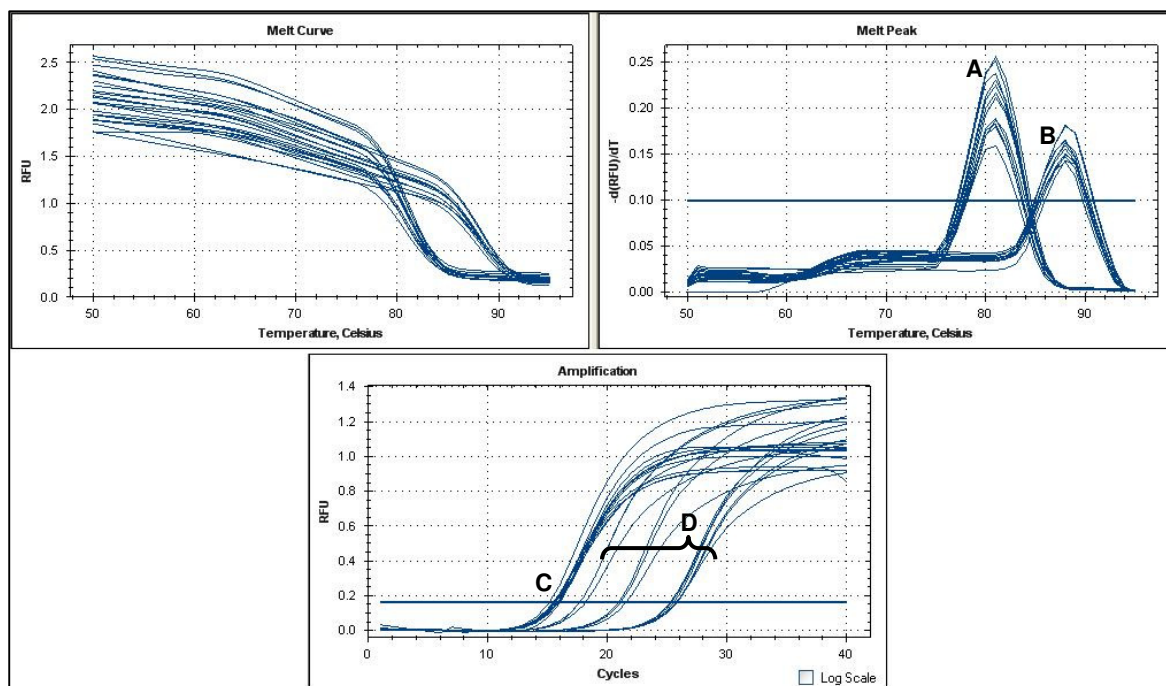 Melt Curve
2.5
2.0
1.5
1.0
0.5
0.0
RFU
50 60 70 80 90
Temperature, Celsius
Melt Peak
0.25
0.20
0.15
0.10
0.05
0.00
-d(RFU)/dT
A
B
50 60 70 80 90
Temperature, Celsius
Amplification
1.4
1.2
1.0
0.8
0.6
0.4
0.2
0.0
RFU
D
C
0 10 20 30 40
Cycles
Log Scale